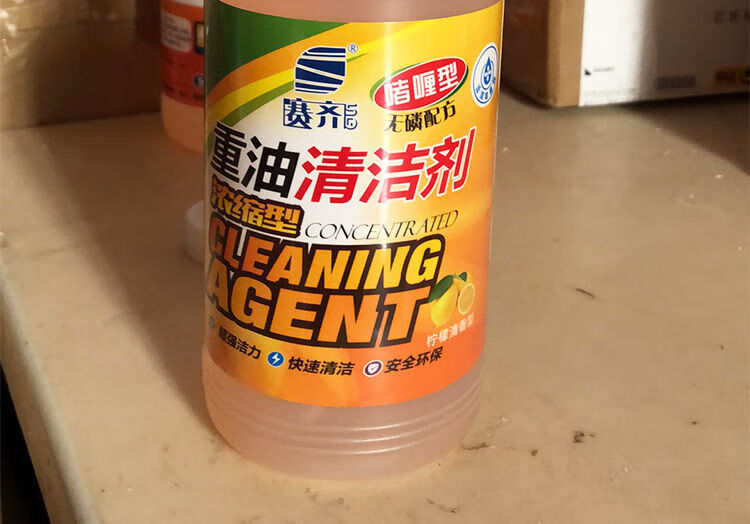 赛齐
®
啫喱型
无磷配方
重油清洁剂
浓缩型
CONCENTRATED
CLEANING
AGENT
柠檬清香型
超强洁力 快速清洁 安全环保